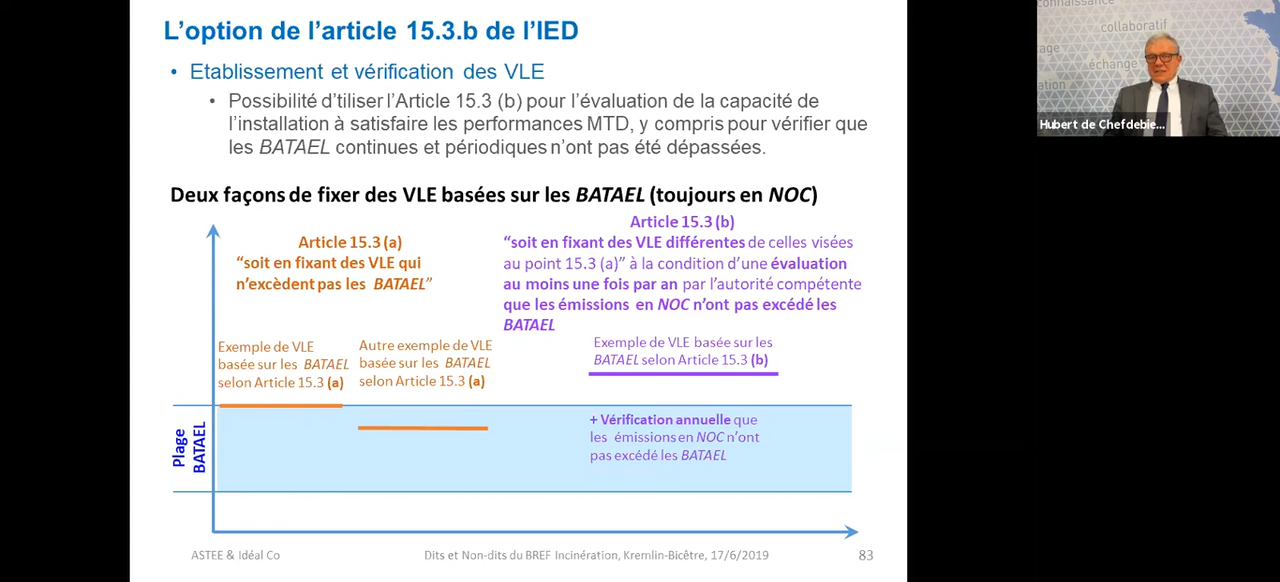 L’option de l’article 15.3.b de l’IED
• Etablissement et vérification des VLE
• Possibilité d’tiliser l’Article 15.3 (b) pour l’évaluation de la capacité de
l’installation à satisfaire les performances MTD, y compris pour vérifier que
les BATAEL continues et périodiques n’ont pas été dépassées.
Deux façons de fixer des VLE basées sur les BATAEL (toujours en NOC)
Article 15.3 (a)
“soit en fixant des VLE qui
n’excèdent pas les BATAEL”
Article 15.3 (b)
“soit en fixant des VLE différentes de celles visées
au point 15.3 (a)” à la condition d’une évaluation
au moins une fois par an par l’autorité compétente
que les émissions en NOC n’ont pas excédé les
BATAEL
Exemple de VLE
basée sur les BATAEL
selon Article 15.3 (a)
Autre exemple de VLE
basée sur les BATAEL
selon Article 15.3 (a)
Exemple de VLE basée sur les
BATAEL selon Article 15.3 (b)
Plage
BATAEL
+ Vérification annuelle que
les émissions en NOC n’ont
pas excédé les BATAEL
ASTEE & Idéal Co
Dits et Non-dits du BREF Incinération, Kremlin-Bicêtre, 17/6/2019
83
connaissance
collaboratif
échange
Hubert de Chefdebie...